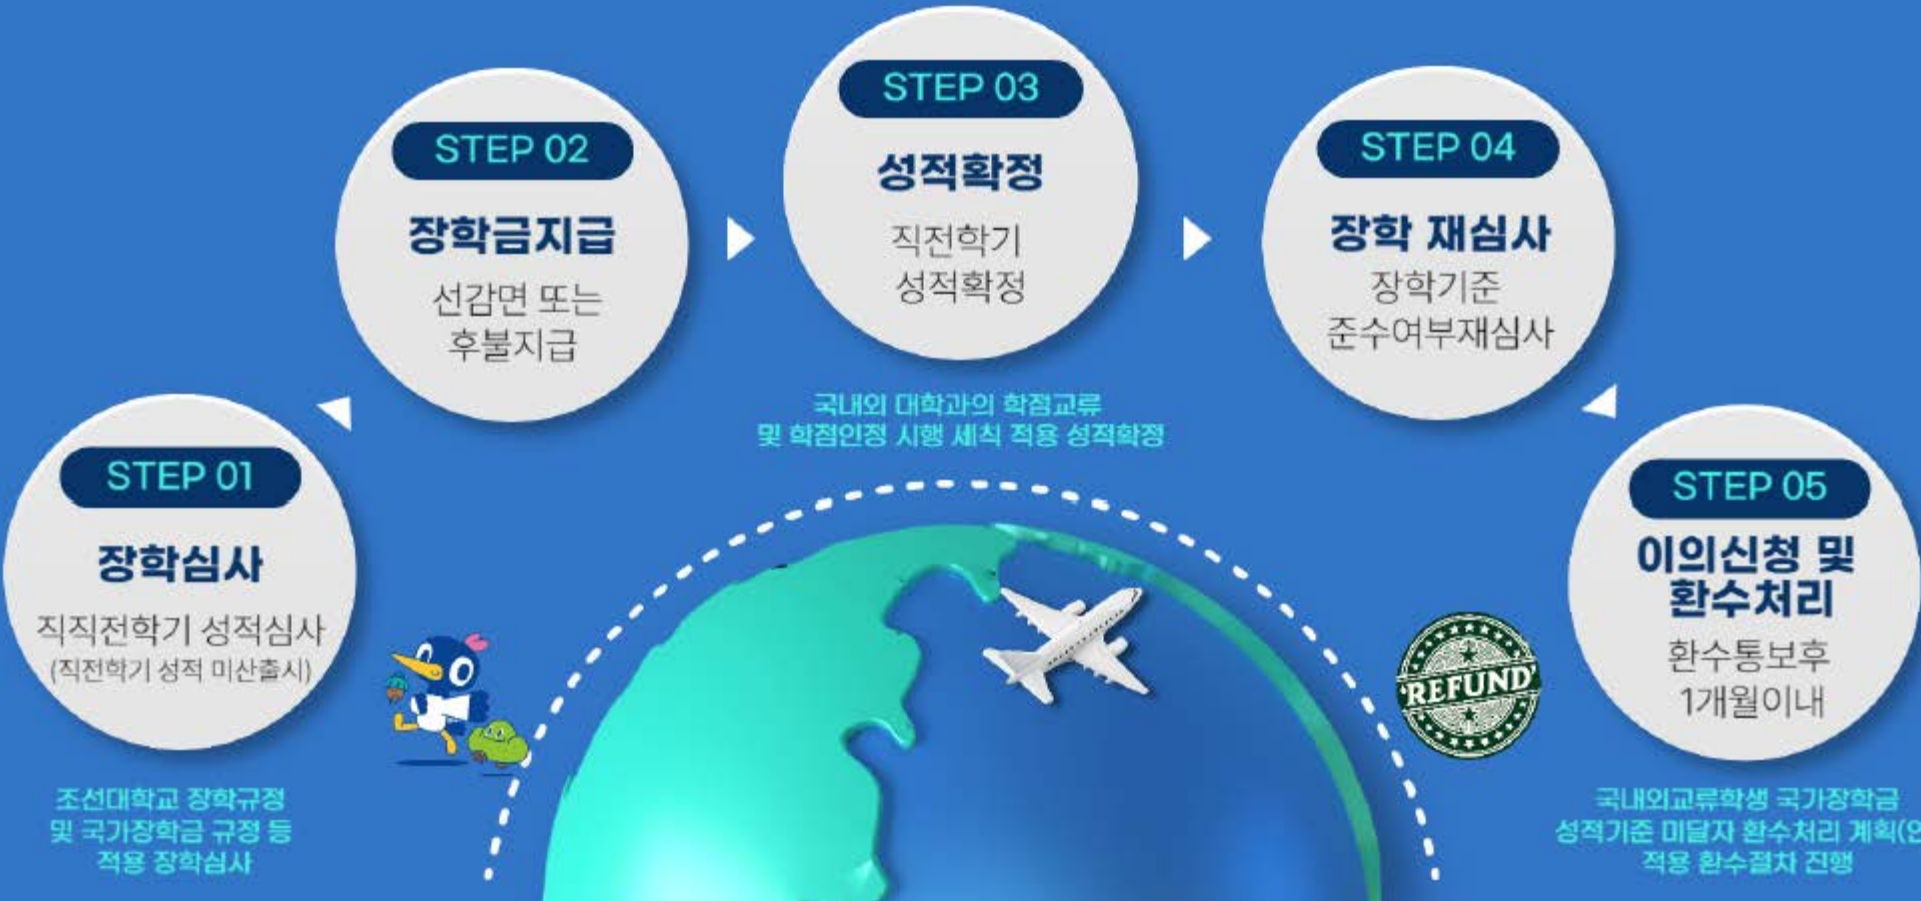 STEP 01
장학심사
직직전학기 성적심사
(직전학기 성적 미산출시)
조선대학교 장학규정
및 국가장학금 규정 등
적용 장학심사
STEP 02
장학금지급
선감면 또는
후불지급
STEP 03
성적확정
직전학기
성적확정
국내외 대학과의 학점교류
및 학점인정 시행 세칙 적용 성적확정
STEP 04
장학 재심사
장학기준
준수여부재심사
STEP 05
이의신청 및
환수처리
환수통보후
1개월이내
REFUND
국내외교류학생 국가장학금
성적기준 미달자 환수처리 계획(안
적용 환수절차 진행